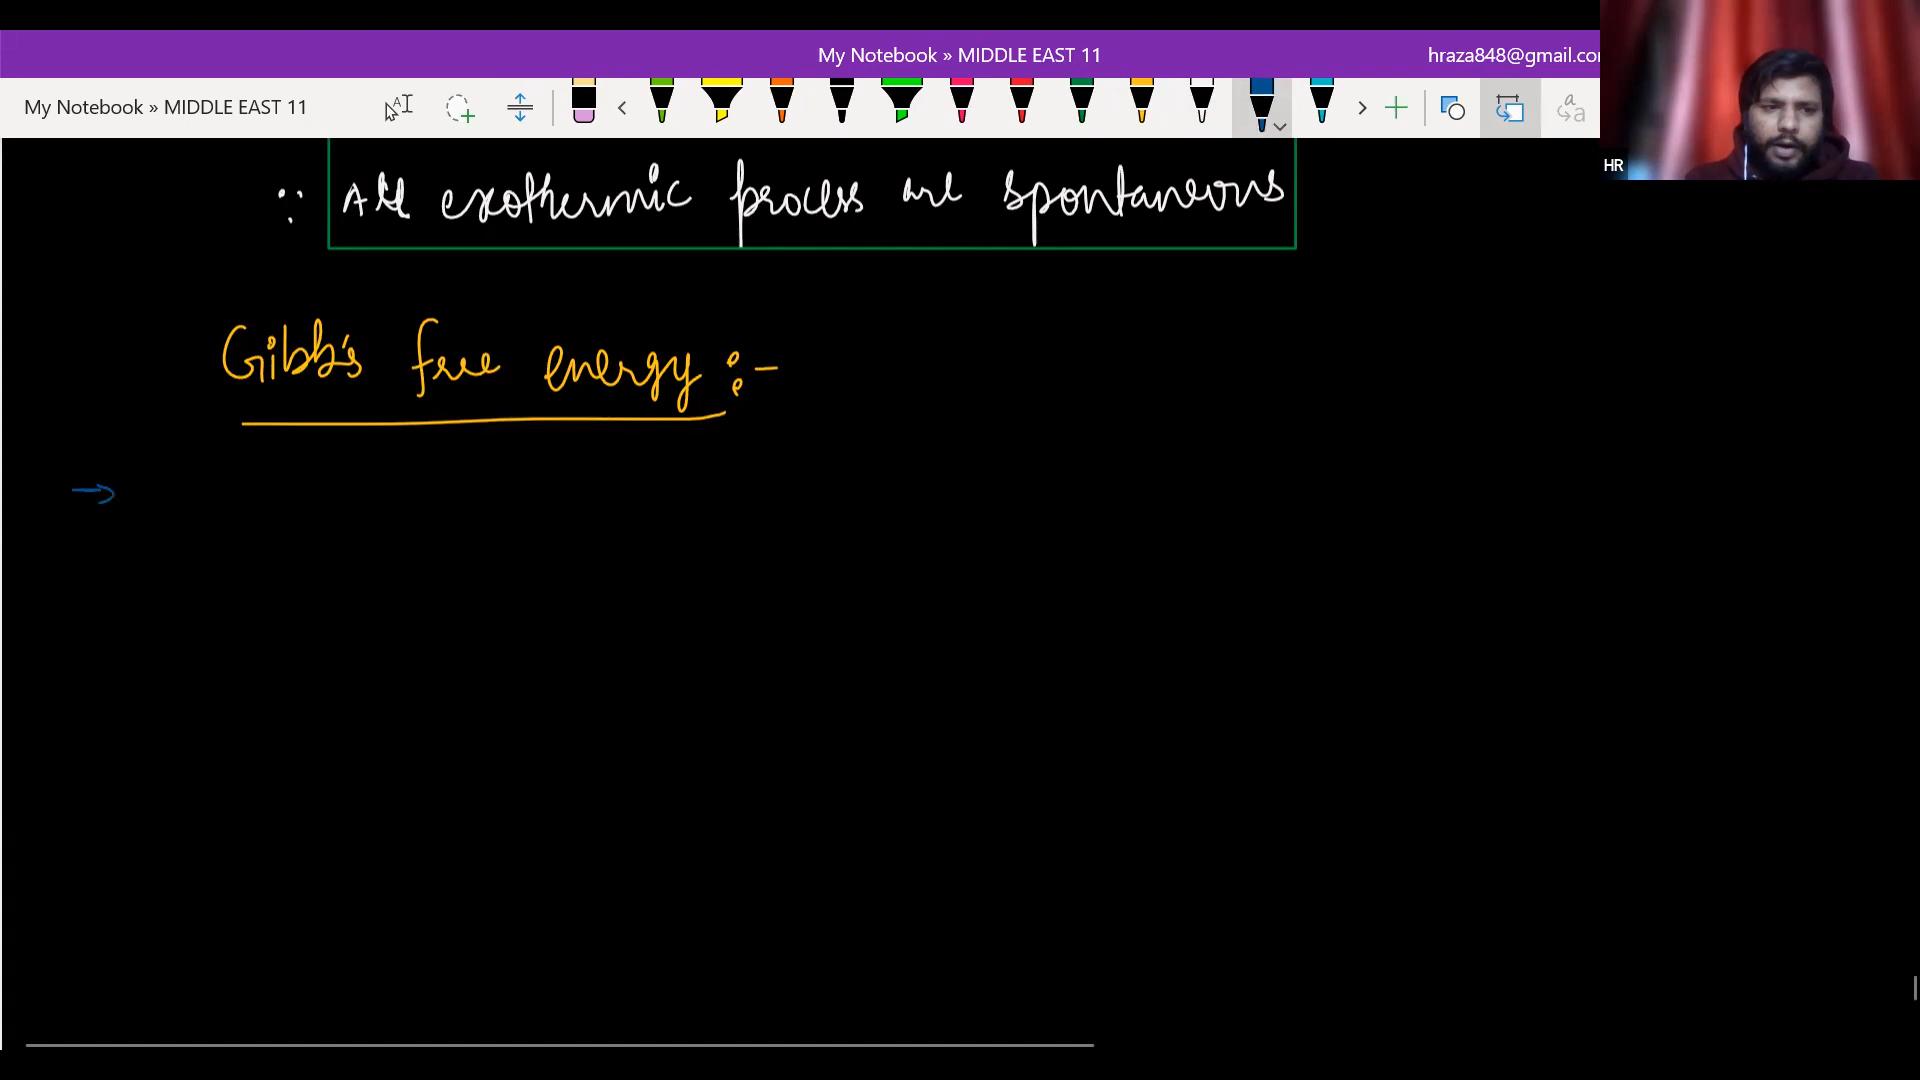 My Notebook » MIDDLE EAST 11
hraza848@gmail.co
My Notebook » MIDDLE EAST 11
HR
∵ All exothermic process are spontaneous
Gibb's free energy :-
→